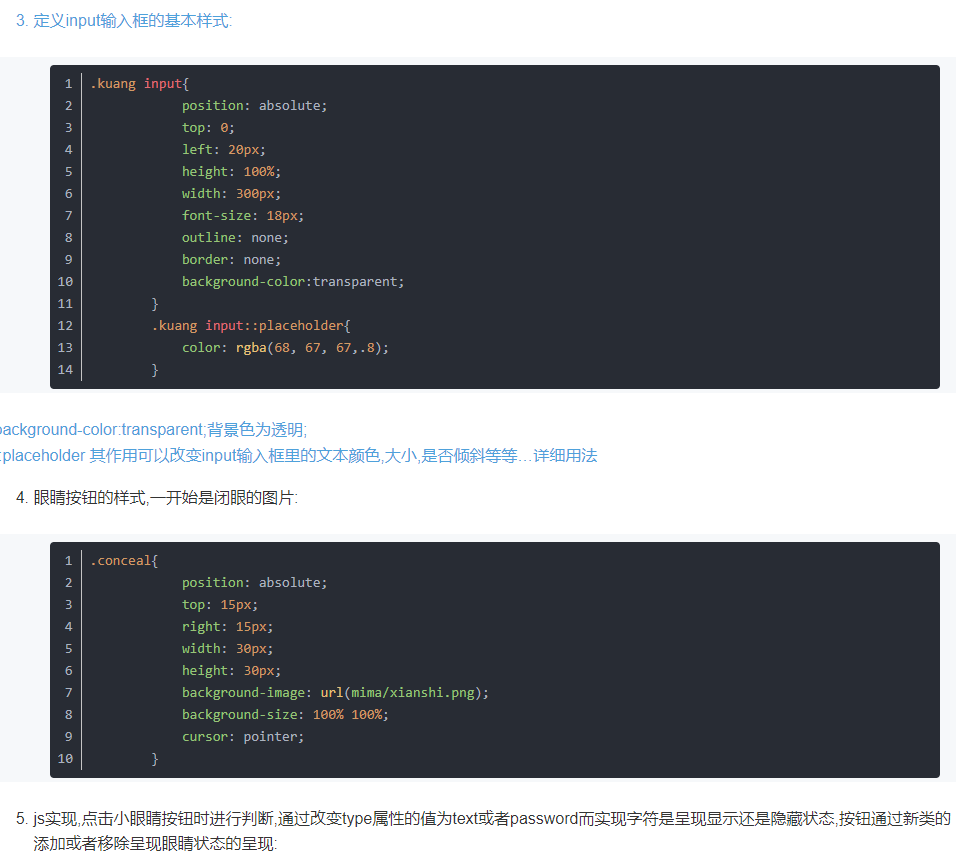 3. 定义input输入框的基本样式:
1 .kuang input{
2 position: absolute;
3 top: 0;
4 left: 20px;
5 height: 100%;
6 width: 300px;
7 font-size: 18px;
8 outline: none;
9 border: none;
10 background-color:transparent;
11 }
12 .kuang input::placeholder{
13 color: rgba(68, 67, 67,.8);
14 }
background-color:transparent;背景色为透明;
:placeholder 其作用可以改变input输入框里的文本颜色,大小,是否倾斜等等…详细用法
4. 眼睛按钮的样式,一开始是闭眼的图片:
1 .conceal{
2 position: absolute;
3 top: 15px;
4 right: 15px;
5 width: 30px;
6 height: 30px;
7 background-image: url(mima/xianshi.png);
8 background-size: 100% 100%;
9 cursor: pointer;
10 }
5. js实现,点击小眼睛按钮时进行判断,通过改变type属性的值为text或者password而实现字符是呈现显示还是隐藏状态,按钮通过新类的
添加或者移除呈现眼睛状态的呈现: